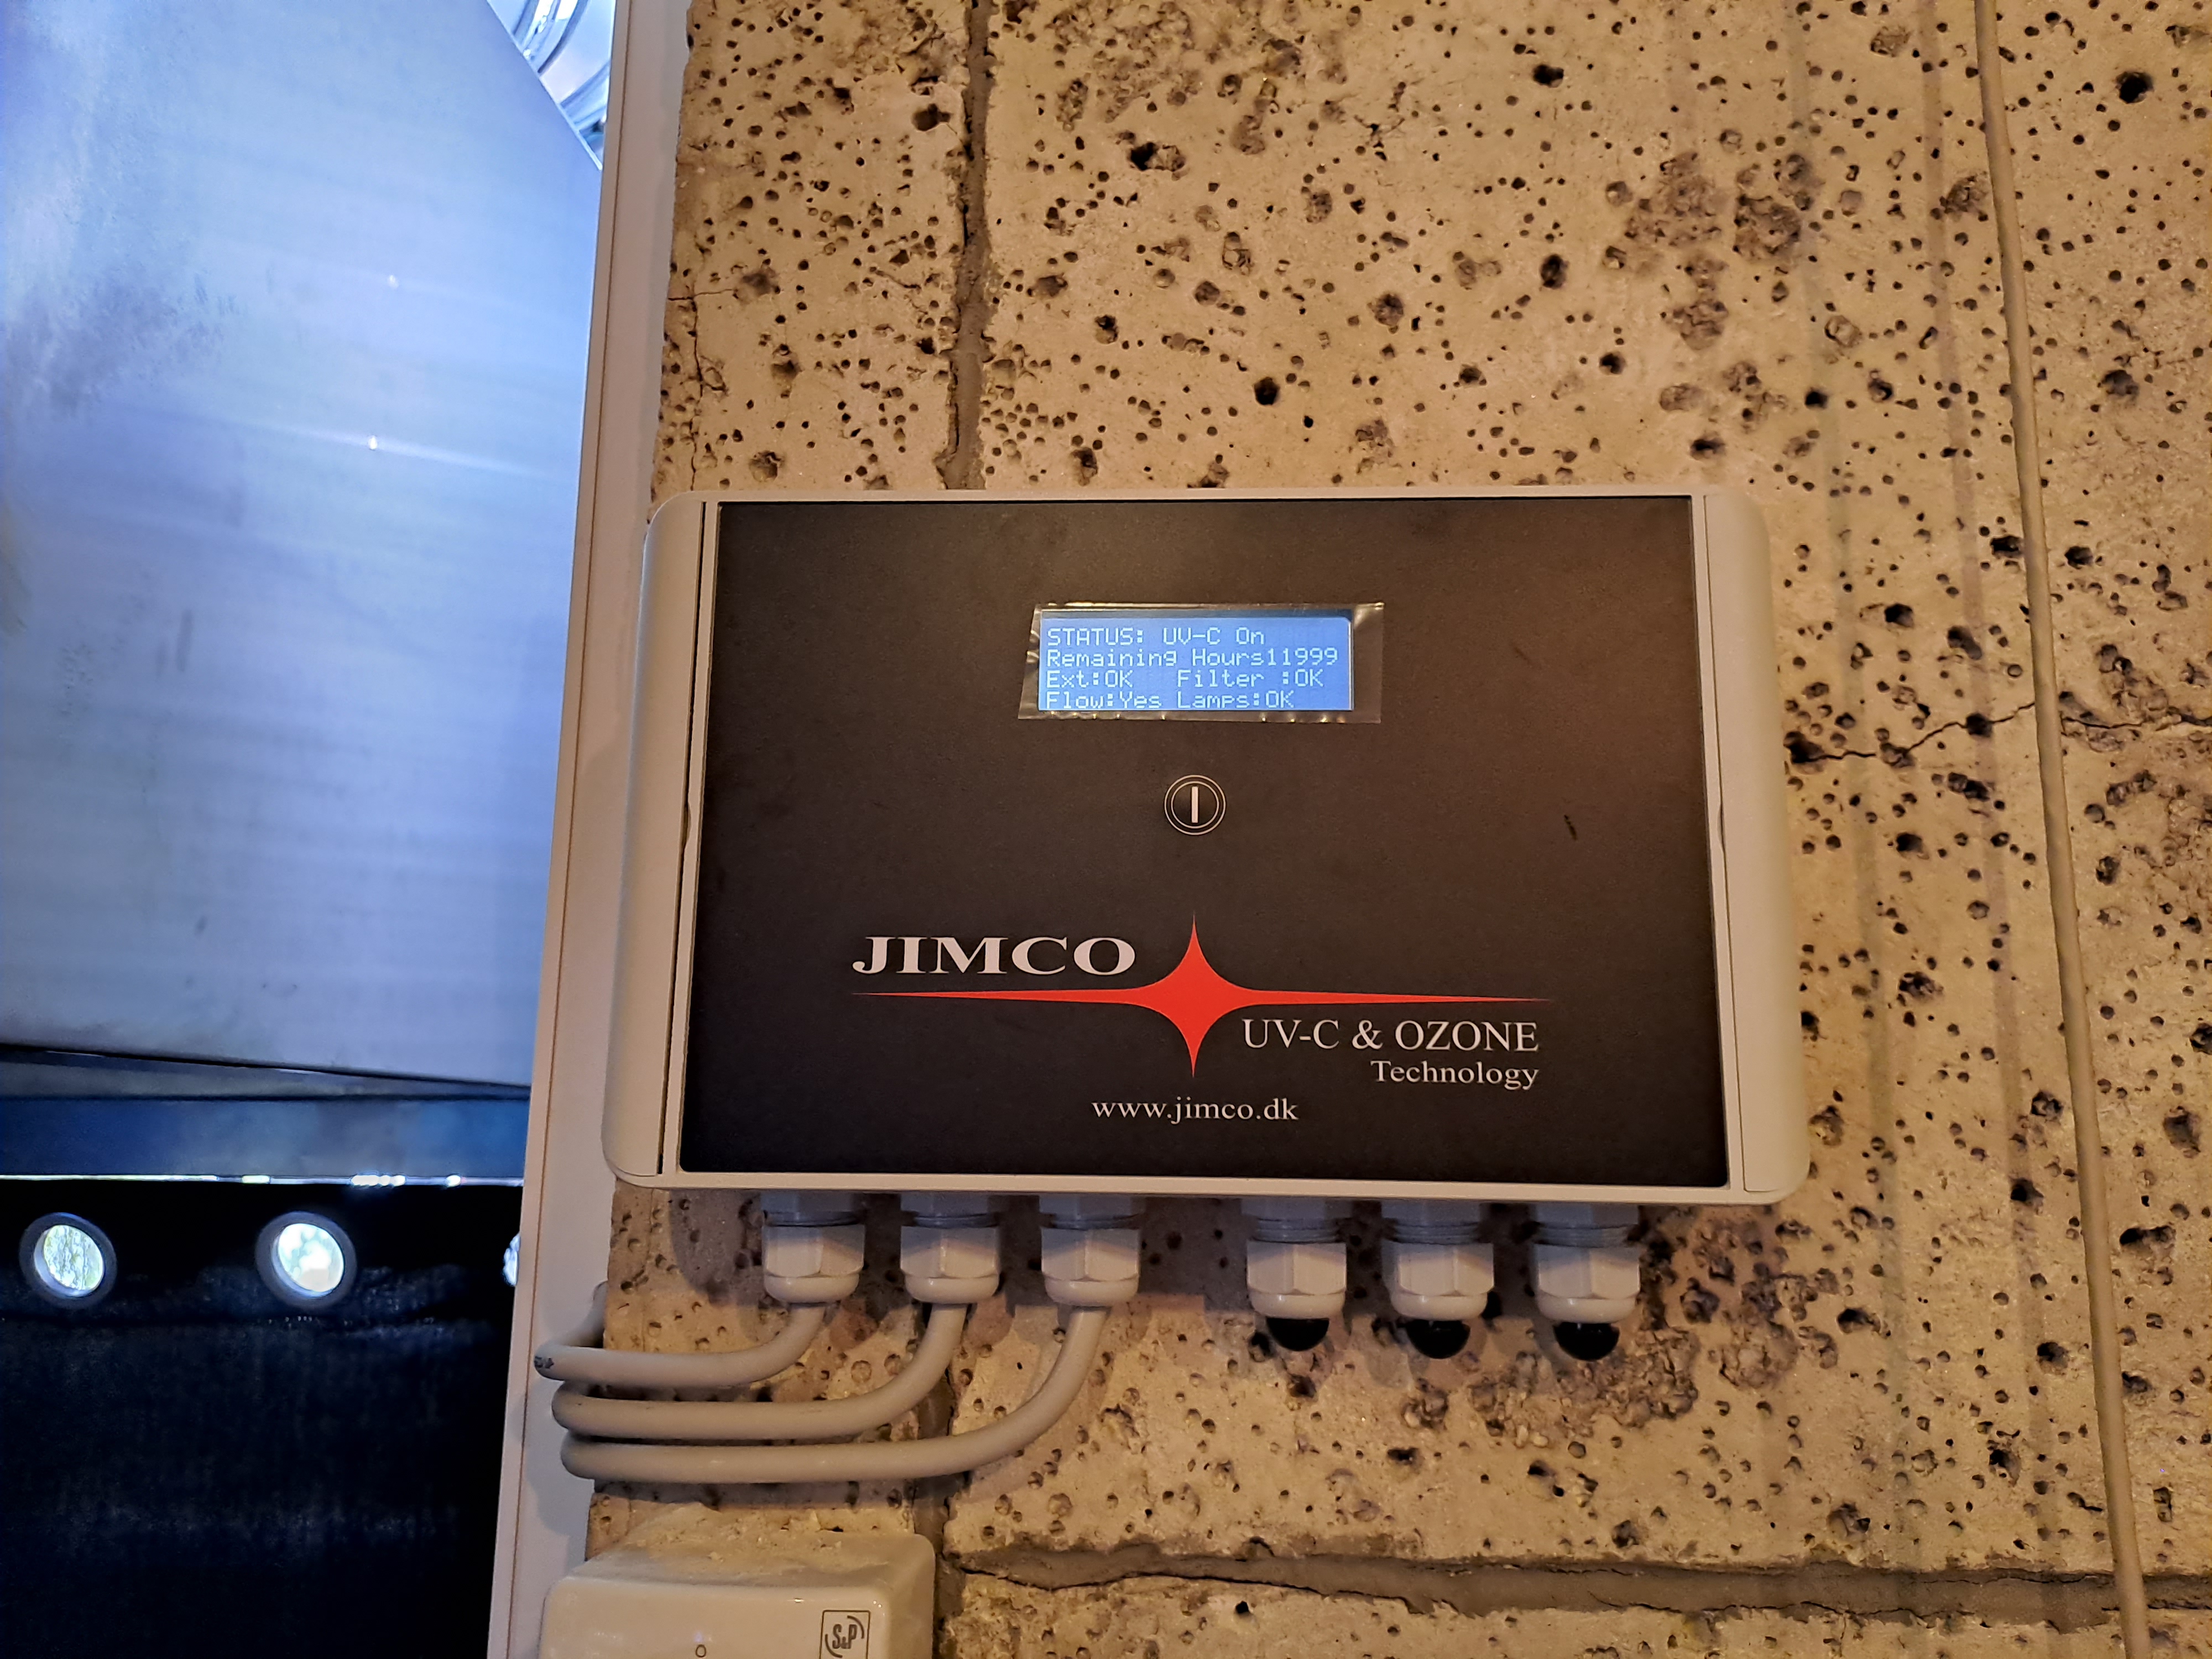 STATUS: UV-C On
Remaining Hours11999
Ext:OK Filter :OK
Flow:Yes Lamps:OK
JIMCO
UV-C & OZONE
Technology
www.jimco.dk
S&P
O